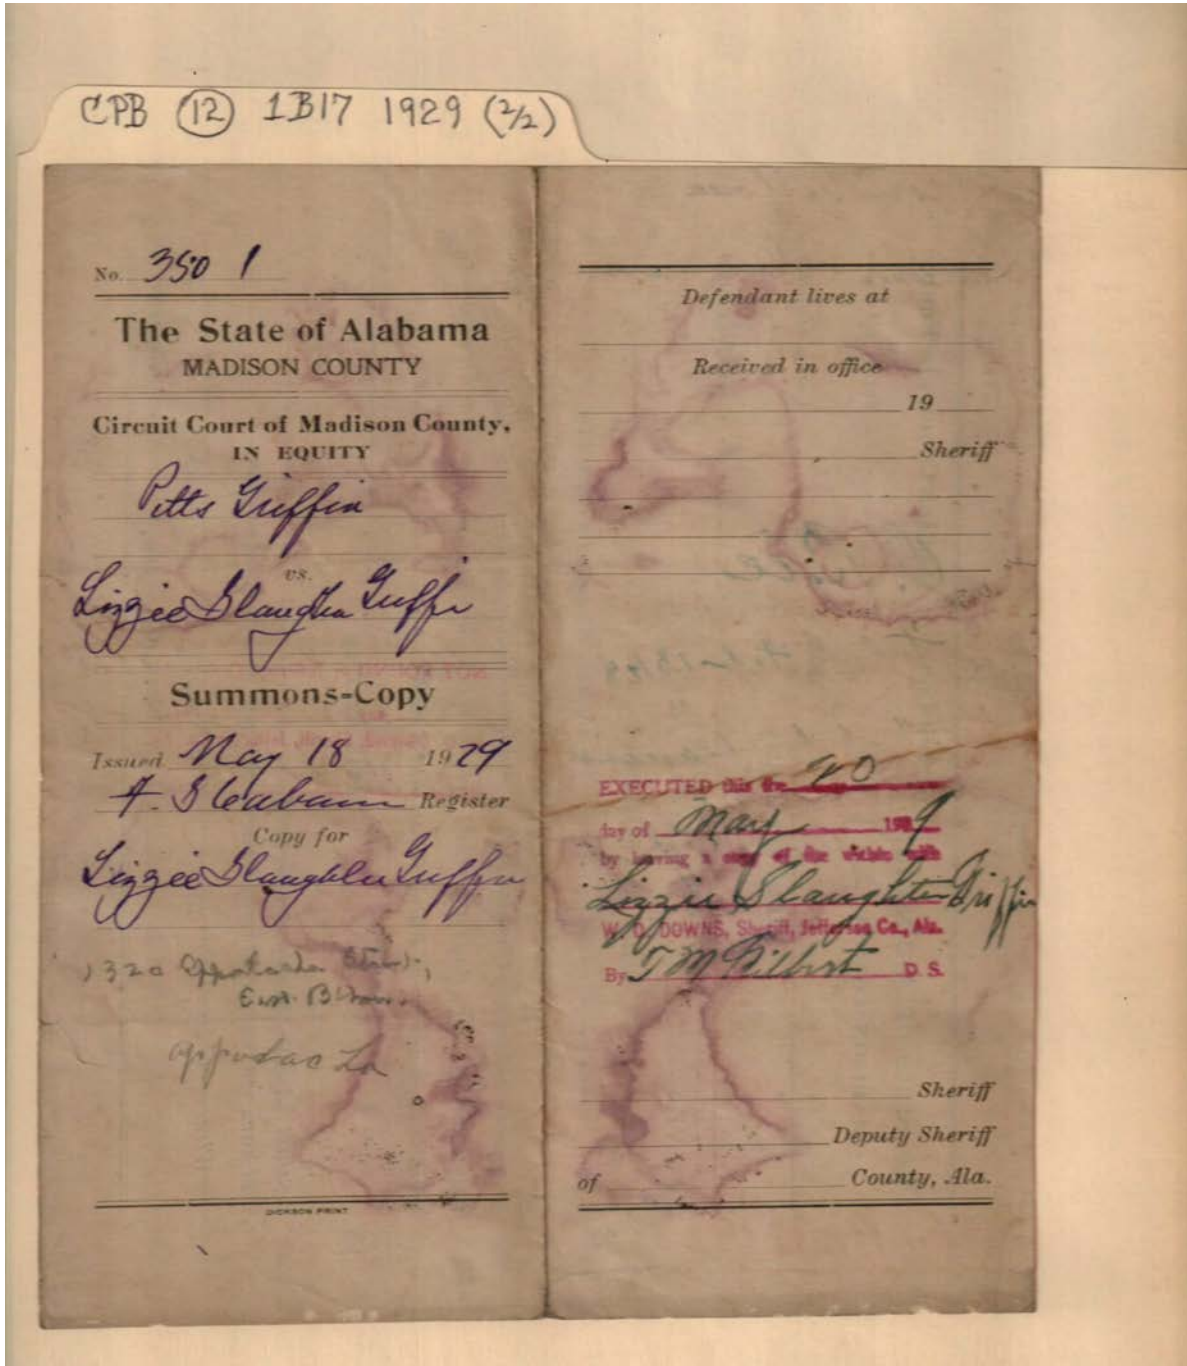 CPB 12 1B17 1929 (2/2)
No. 3501
The State of Alabama
MADISON COUNTY
Circuit Court of Madison County,
IN EQUITY
Pitts Griffin
vs.
Lizzie Slaughter Griffin
Summons-Copy
Issued May 18 1929
Register
Copy for
Lizzie Slaughter Griffin
1320
East B'ham.
DICKSON PRINT
Defendant lives at
Received in office
19
Sheriff
EXECUTED this the 20
day of May 1929
by leaving a copy of the within with
Lizzie Slaughter Griffin
W. D. DOWNS, Sheriff, Jefferson Co., Ala.
By T M Gilbert D. S.
Sheriff
Deputy Sheriff
of County, Ala.